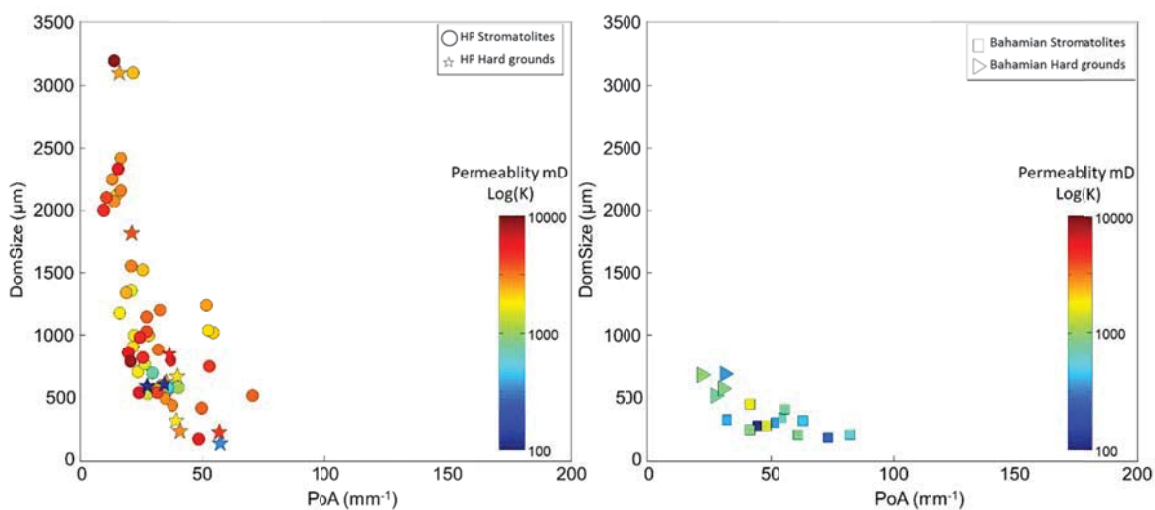 3500
3000
2500
2000
1500
1000
500
0
DomSize (μm)
0
50
100
150
200
PoA (mm⁻¹)
HF Stromatolites
HF Hard grounds
Permeablity mD
Log(K)
10000
1000
100
3500
3000
2500
2000
1500
1000
500
0
DomSize (μm)
0
50
100
150
200
PoA (mm⁻¹)
Bahamian Stromatolites
Bahamian Hard grounds
Permeablity mD
Log(K)
10000
1000
100